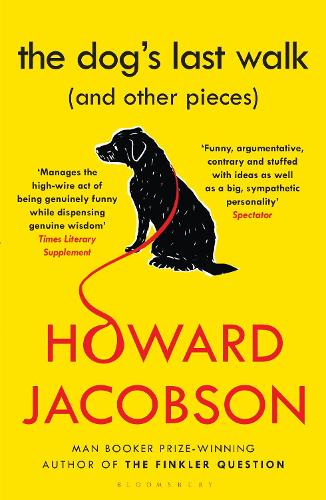 the dog's last walk
(and other pieces)
'Manages the
high-wire act of
being genuinely funny
while dispensing
genuine wisdom'
Times Literary
Supplement
'Funny, argumentative,
contrary and stuffed
with ideas as well
as a big, sympathetic
personality'
Spectator
HOWARD
JACOBSON
MAN BOOKER PRIZE-WINNING
AUTHOR OF THE FINKLER QUESTION
BLOOMSBURY